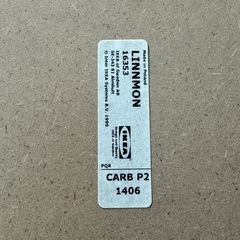 Made in Poland
LINNMON
16353
IKEA of Sweden AB
SE-343 81 Älmhult
© Inter IKEA Systems B.V. 1999
IKEA
PQR
CARB P2
1406